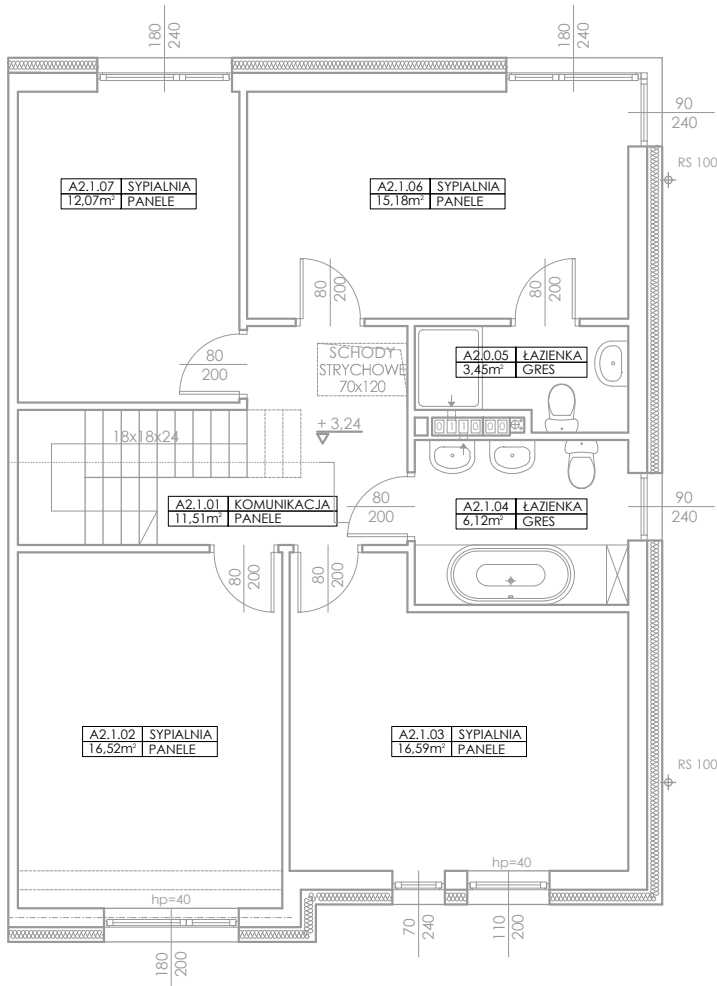 180
240
180
240
90
240
RS 100
A2.1.07 SYPIALNIA
12,07m² PANELE
A2.1.06 SYPIALNIA
15,18m² PANELE
80
200
80
200
80
200
SCHODY
STRYCHOWE
70x120
A2.0.05 ŁAZIENKA
3,45m² GRES
+ 3,24
18x18x24
A2.1.01 KOMUNIKACJA
11,51m² PANELE
80
200
A2.1.04 ŁAZIENKA
6,12m² GRES
90
240
80
200
80
200
A2.1.02 SYPIALNIA
16,52m² PANELE
A2.1.03 SYPIALNIA
16,59m² PANELE
RS 100
hp=40
hp=40
180
200
70
240
110
200